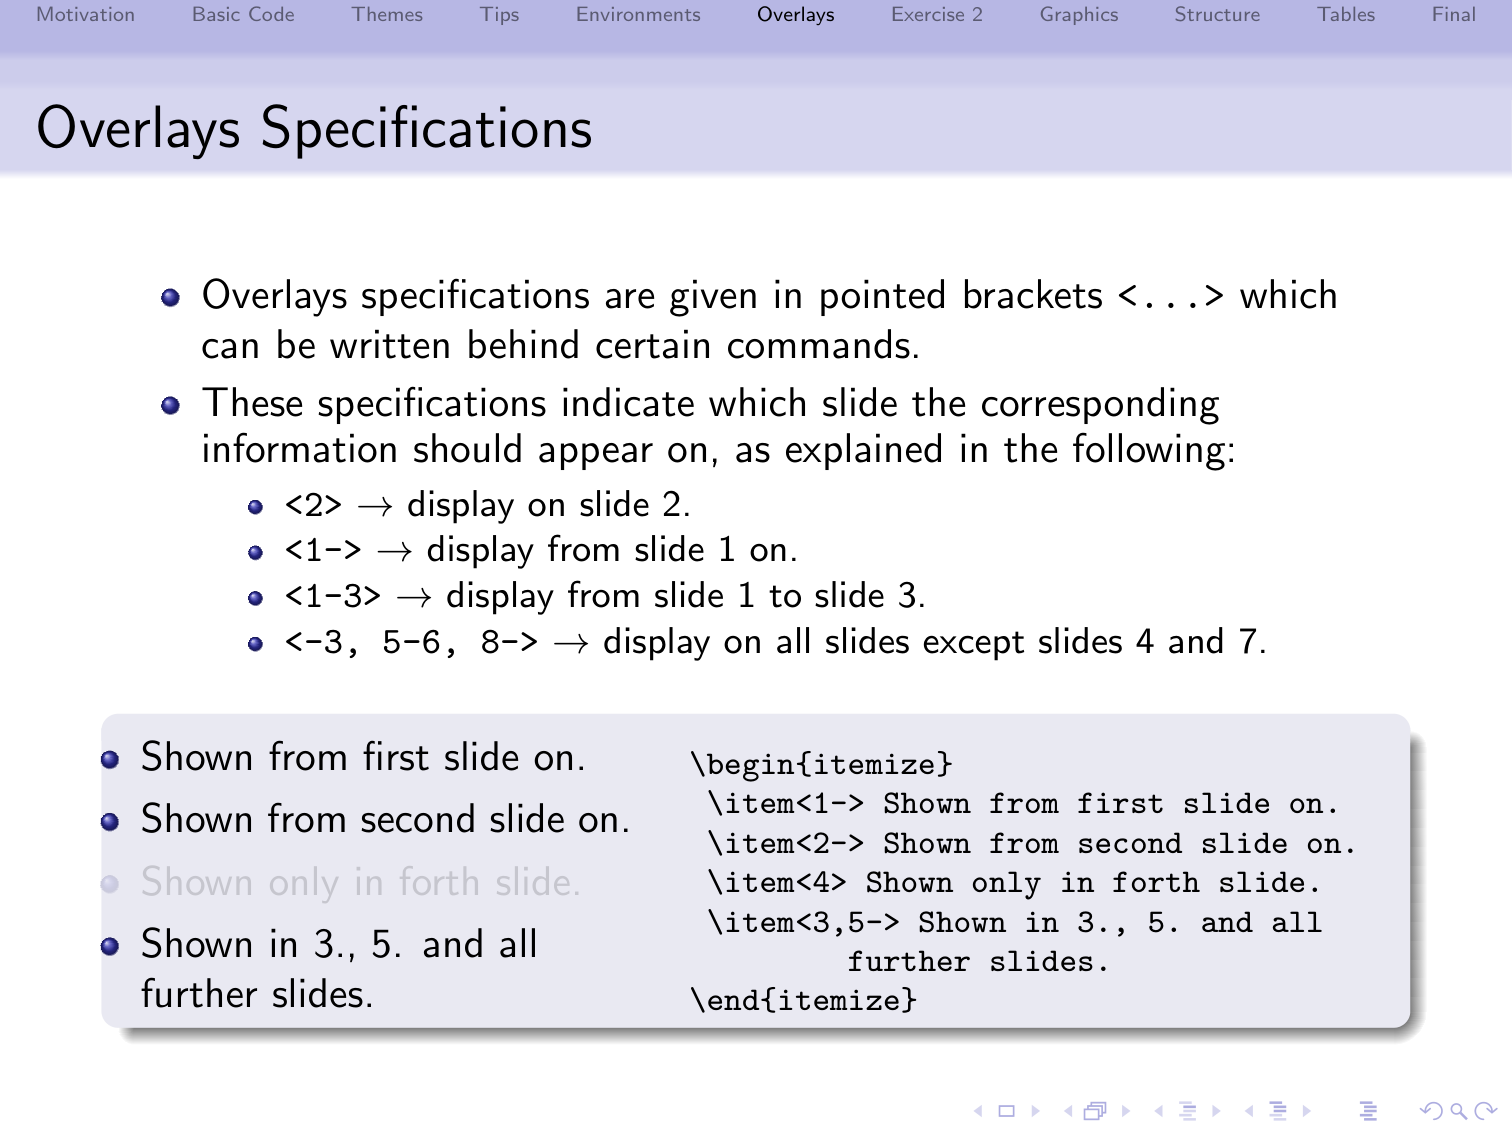 Motivation Basic Code Themes Tips Environments Overlays Exercise 2 Graphics Structure Tables Final
Overlays Specifications
Overlays specifications are given in pointed brackets <...> which
can be written behind certain commands.
These specifications indicate which slide the corresponding
information should appear on, as explained in the following:
<2> → display on slide 2.
<1-> → display from slide 1 on.
<1-3> → display from slide 1 to slide 3.
<-3, 5-6, 8-> → display on all slides except slides 4 and 7.
Shown from first slide on.
Shown from second slide on.
Shown only in forth slide.
Shown in 3., 5. and all
further slides.
\begin{itemize}
\item<1-> Shown from first slide on.
\item<2-> Shown from second slide on.
\item<4> Shown only in forth slide.
\item<3,5-> Shown in 3., 5. and all
further slides.
\end{itemize}